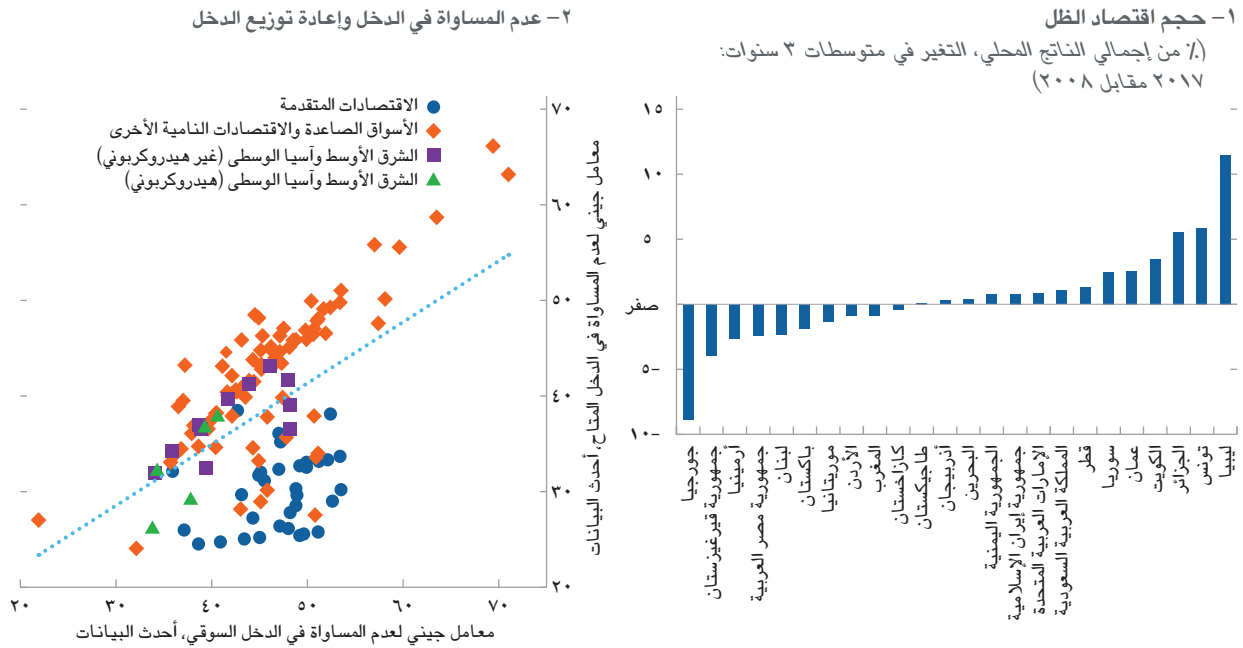 ١– حجم اقتصاد الظل
(٪ من إجمالي الناتج المحلي، التغير في متوسطات ٣ سنوات:
٢٠١٧ مقابل ٢٠٠٨)
١٥
١٠
٥
صفر
٥–
١٠–
جورجيا
جمهورية قيرغيزستان
أرمينيا
جمهورية مصر العربية
لبنان
باكستان
موريتانيا
الأردن
المغرب
كازاخستان
طاجيكستان
أذربيجان
البحرين
الجمهورية اليمنية
جمهورية إيران الإسلامية
الإمارات العربية المتحدة
المملكة العربية السعودية
قطر
سوريا
عمان
الكويت
الجزائر
تونس
ليبيا
٢– عدم المساواة في الدخل وإعادة توزيع الدخل
الاقتصادات المتقدمة
الأسواق الصاعدة والاقتصادات النامية الأخرى
الشرق الأوسط وآسيا الوسطى (غير هيدروكربوني)
الشرق الأوسط وآسيا الوسطى (هيدروكربوني)
معامل جيني لعدم المساواة في الدخل المتاح، أحدث البيانات
٧٠
٦٠
٥٠
٤٠
٣٠
٢٠
٢٠ ٣٠ ٤٠ ٥٠ ٦٠ ٧٠
معامل جيني لعدم المساواة في الدخل السوقي، أحدث البيانات